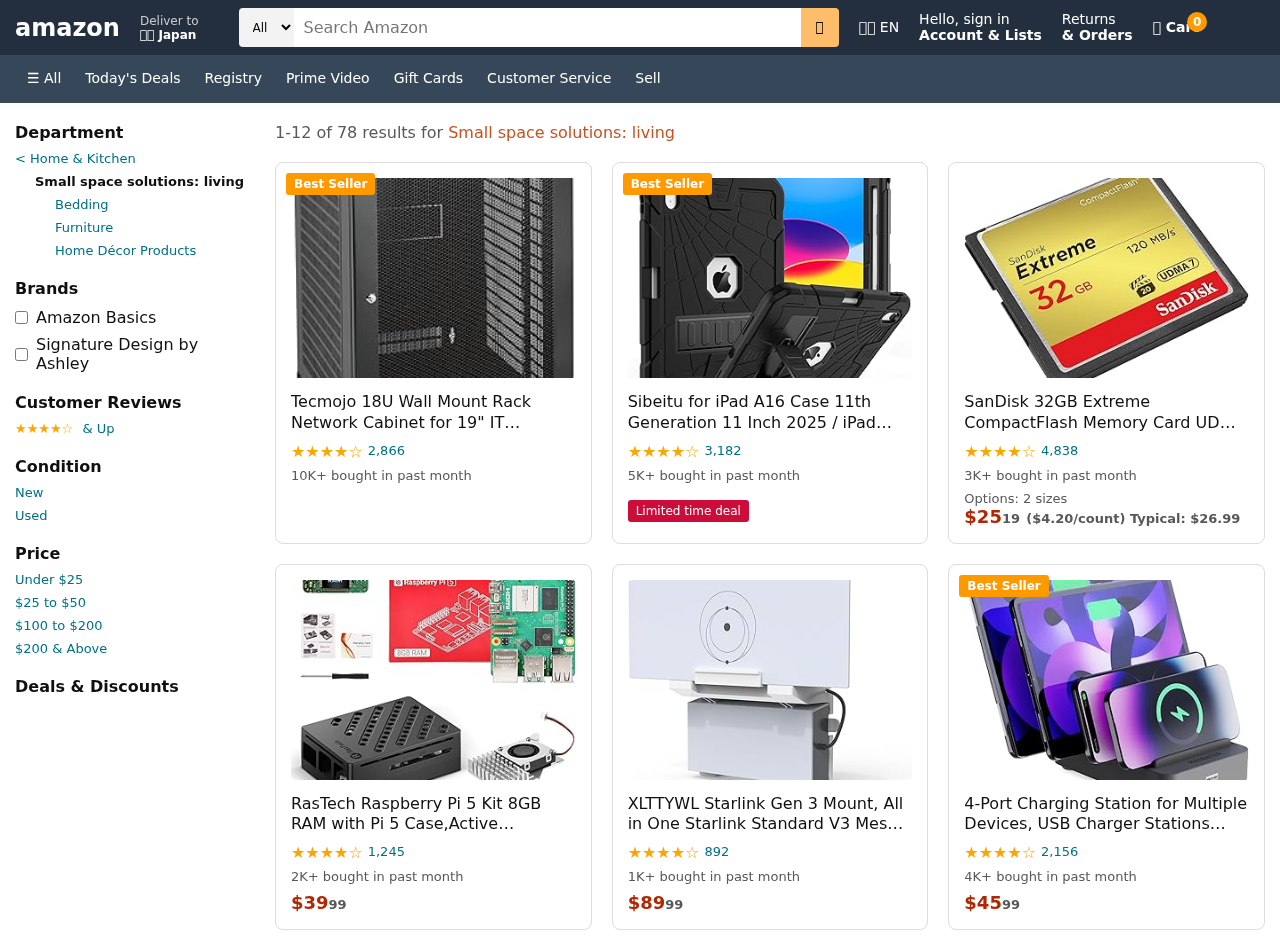 amazon
Deliver to
Japan
All
Search Amazon
EN
Hello, sign in
Account & Lists
Returns
& Orders
0
☰ All
Today's Deals
Registry
Prime Video
Gift Cards
Customer Service
Sell
Department
< Home & Kitchen
Small space solutions: living
Bedding
Furniture
Home Décor Products
Brands
Amazon Basics
Signature Design by
Ashley
Customer Reviews
★★★★☆ & Up
Condition
New
Used
Price
Under $25
$25 to $50
$100 to $200
$200 & Above
Deals & Discounts
1-12 of 78 results for Small space solutions: living
Best Seller
Tecmojo 18U Wall Mount Rack
Network Cabinet for 19" IT…
★★★★☆ 2,866
10K+ bought in past month
Best Seller
Sibeitu for iPad A16 Case 11th
Generation 11 Inch 2025 / iPad…
★★★★☆ 3,182
5K+ bought in past month
Limited time deal
CompactFlash
SanDisk
Extreme
120 MB/s
32 GB
20
UDMA 7
SanDisk
SanDisk 32GB Extreme
CompactFlash Memory Card UD…
★★★★☆ 4,838
3K+ bought in past month
Options: 2 sizes
$25 19 ($4.20/count) Typical: $26.99
Raspberry Pi 5
8GB RAM
RasTech Raspberry Pi 5 Kit 8GB
RAM with Pi 5 Case,Active…
★★★★☆ 1,245
2K+ bought in past month
$39 99
XLTTYWL Starlink Gen 3 Mount, All
in One Starlink Standard V3 Mes…
★★★★☆ 892
1K+ bought in past month
$89 99
Best Seller
4-Port Charging Station for Multiple
Devices, USB Charger Stations…
★★★★☆ 2,156
4K+ bought in past month
$45 99